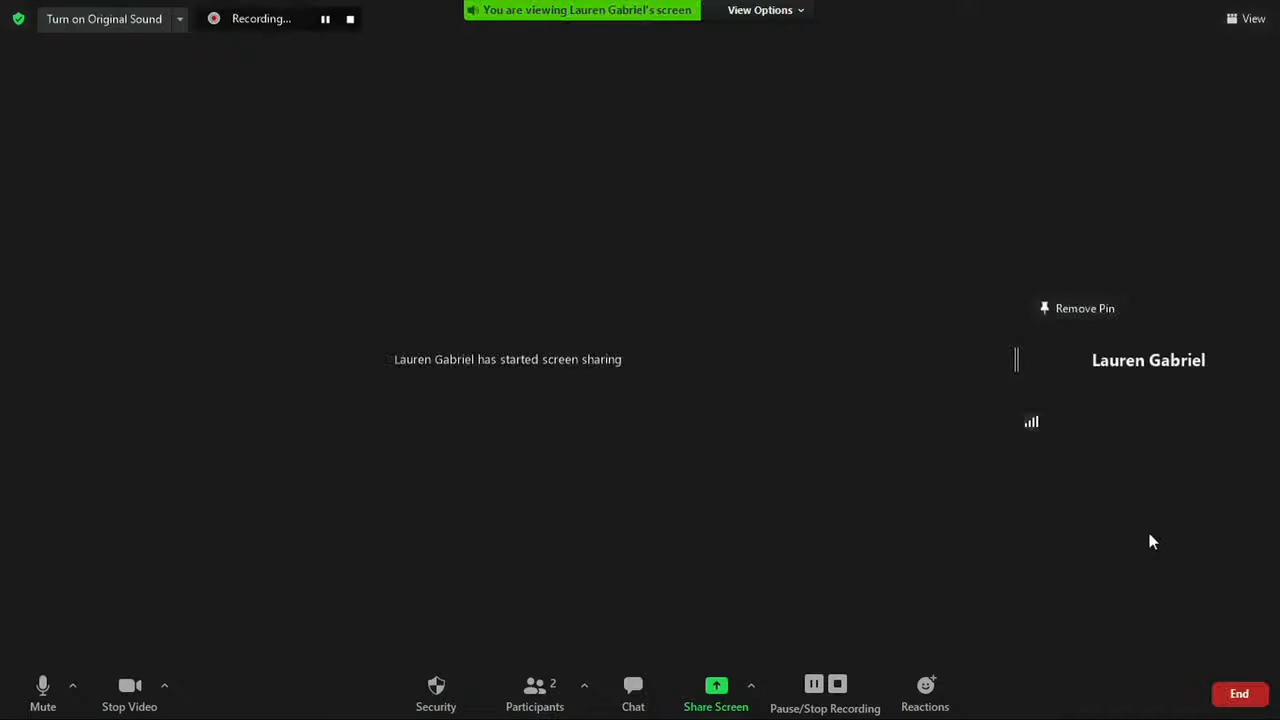 Turn on Original Sound
Recording...
You are viewing Lauren Gabriel's screen
View Options
View
Remove Pin
Lauren Gabriel has started screen sharing
Lauren Gabriel
Mute
Stop Video
Security
2
Participants
Chat
Share Screen
Pause/Stop Recording
Reactions
End